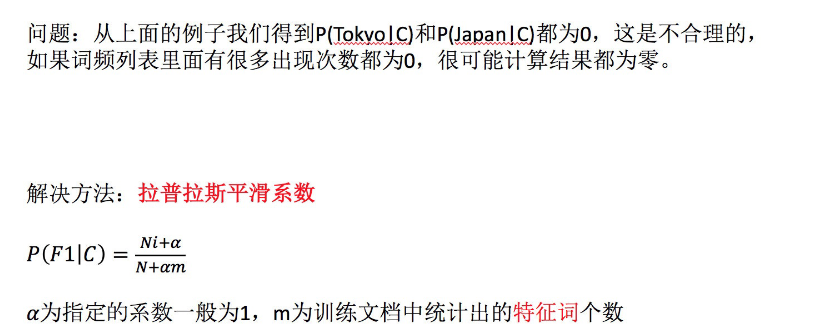 问题：从上面的例子我们得到P(Tokyo|C)和P(Japan|C)都为0，这是不合理的，
如果词频列表里面有很多出现次数都为0，很可能计算结果都为零。
解决方法：拉普拉斯平滑系数
P(F1|C) = (Ni+α)/(N+αm)
α为指定的系数一般为1，m为训练文档中统计出的特征词个数